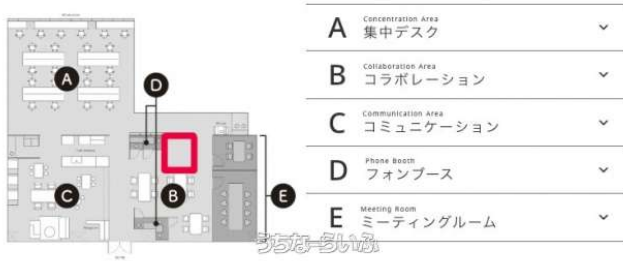 A
Concentration Area
集中デスク
B
Collaboration Area
コラボレーション
C
Communication Area
コミュニケーション
D
Phone Booth
フォンブース
E
Meeting Room
ミーティングルーム
A
D
C
B
E
うちなーらいふ